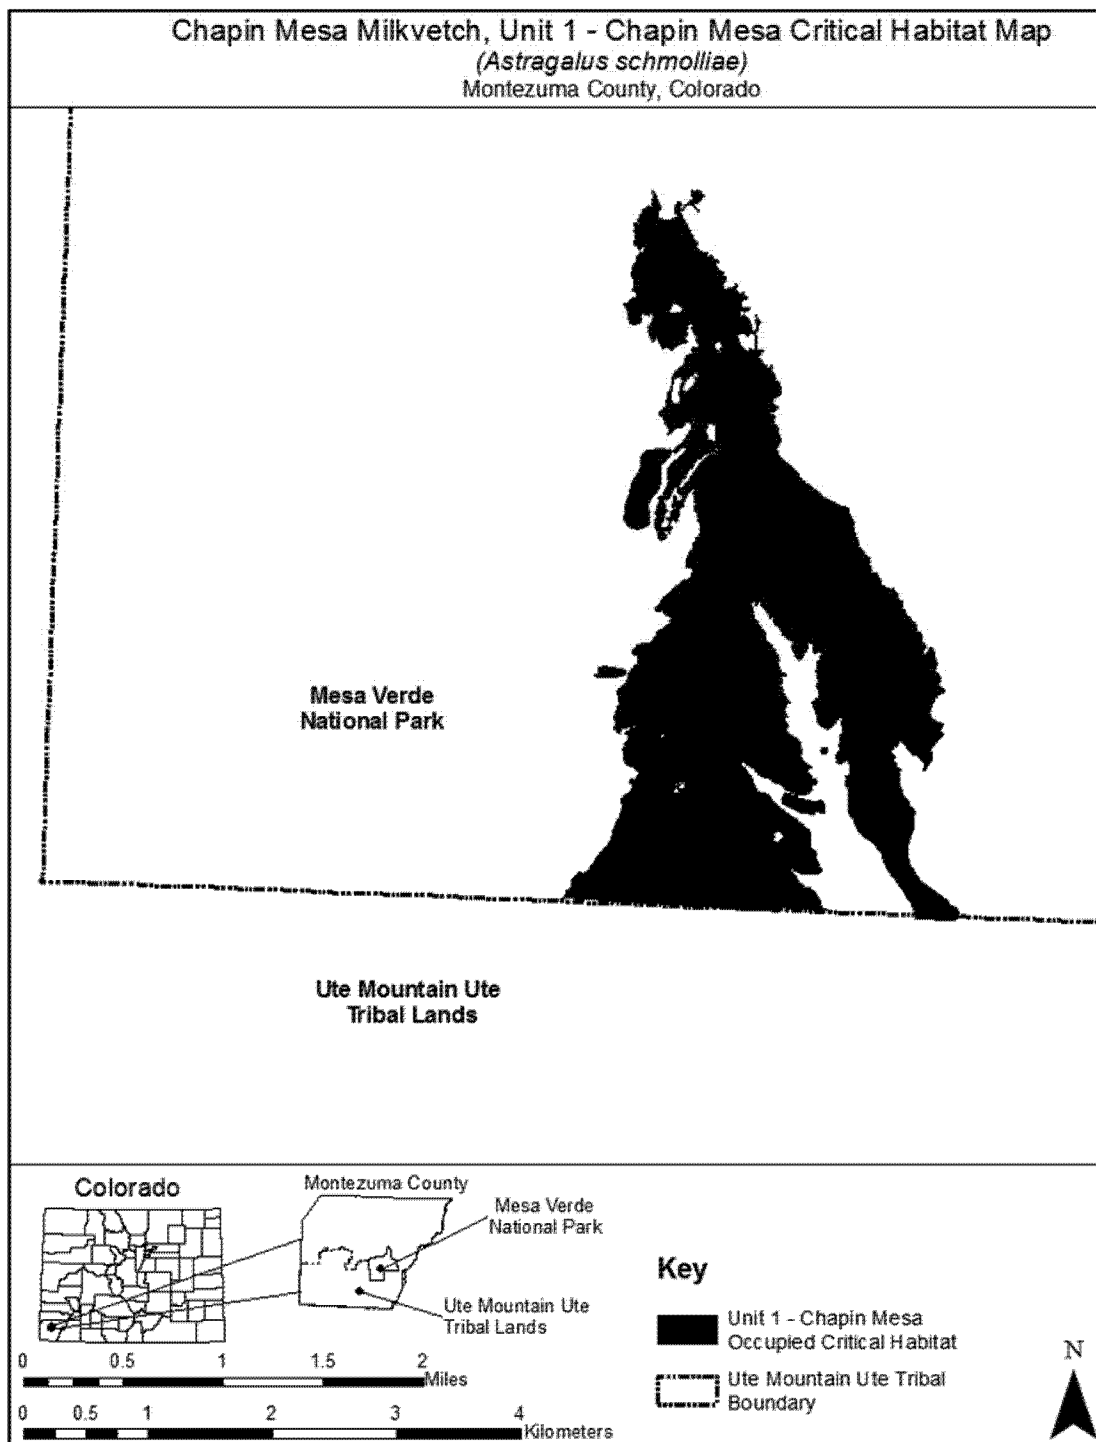 Chapin Mesa Milkvetch, Unit 1 - Chapin Mesa Critical Habitat Map
(Astragalus schmolliae)
Montezuma County, Colorado
Mesa Verde
National Park
Ute Mountain Ute
Tribal Lands
Colorado
Montezuma County
Mesa Verde
National Park
Ute Mountain Ute
Tribal Lands
0 0.5 1 1.5 2
Miles
0 0.5 1 2 3 4
Kilometers
Key
Unit 1 - Chapin Mesa
Occupied Critical Habitat
Ute Mountain Ute Tribal
Boundary
N